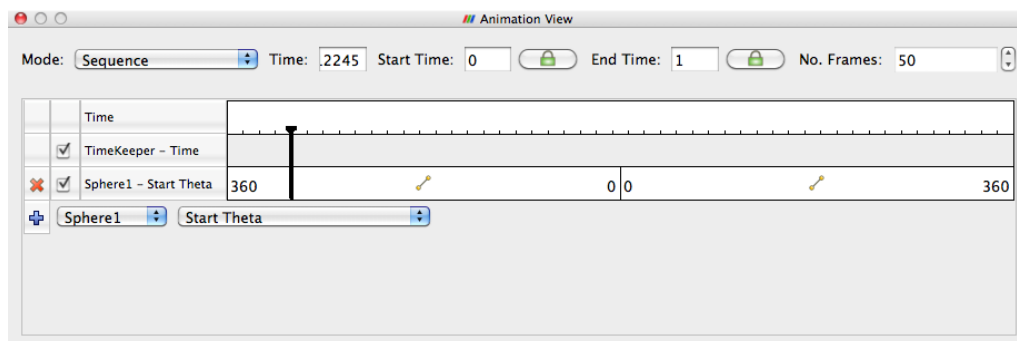 Animation View
Mode: Sequence Time: .2245 Start Time: 0 End Time: 1 No. Frames: 50
Time
TimeKeeper - Time
Sphere1 - Start Theta 360 0 0 360
Sphere1 Start Theta